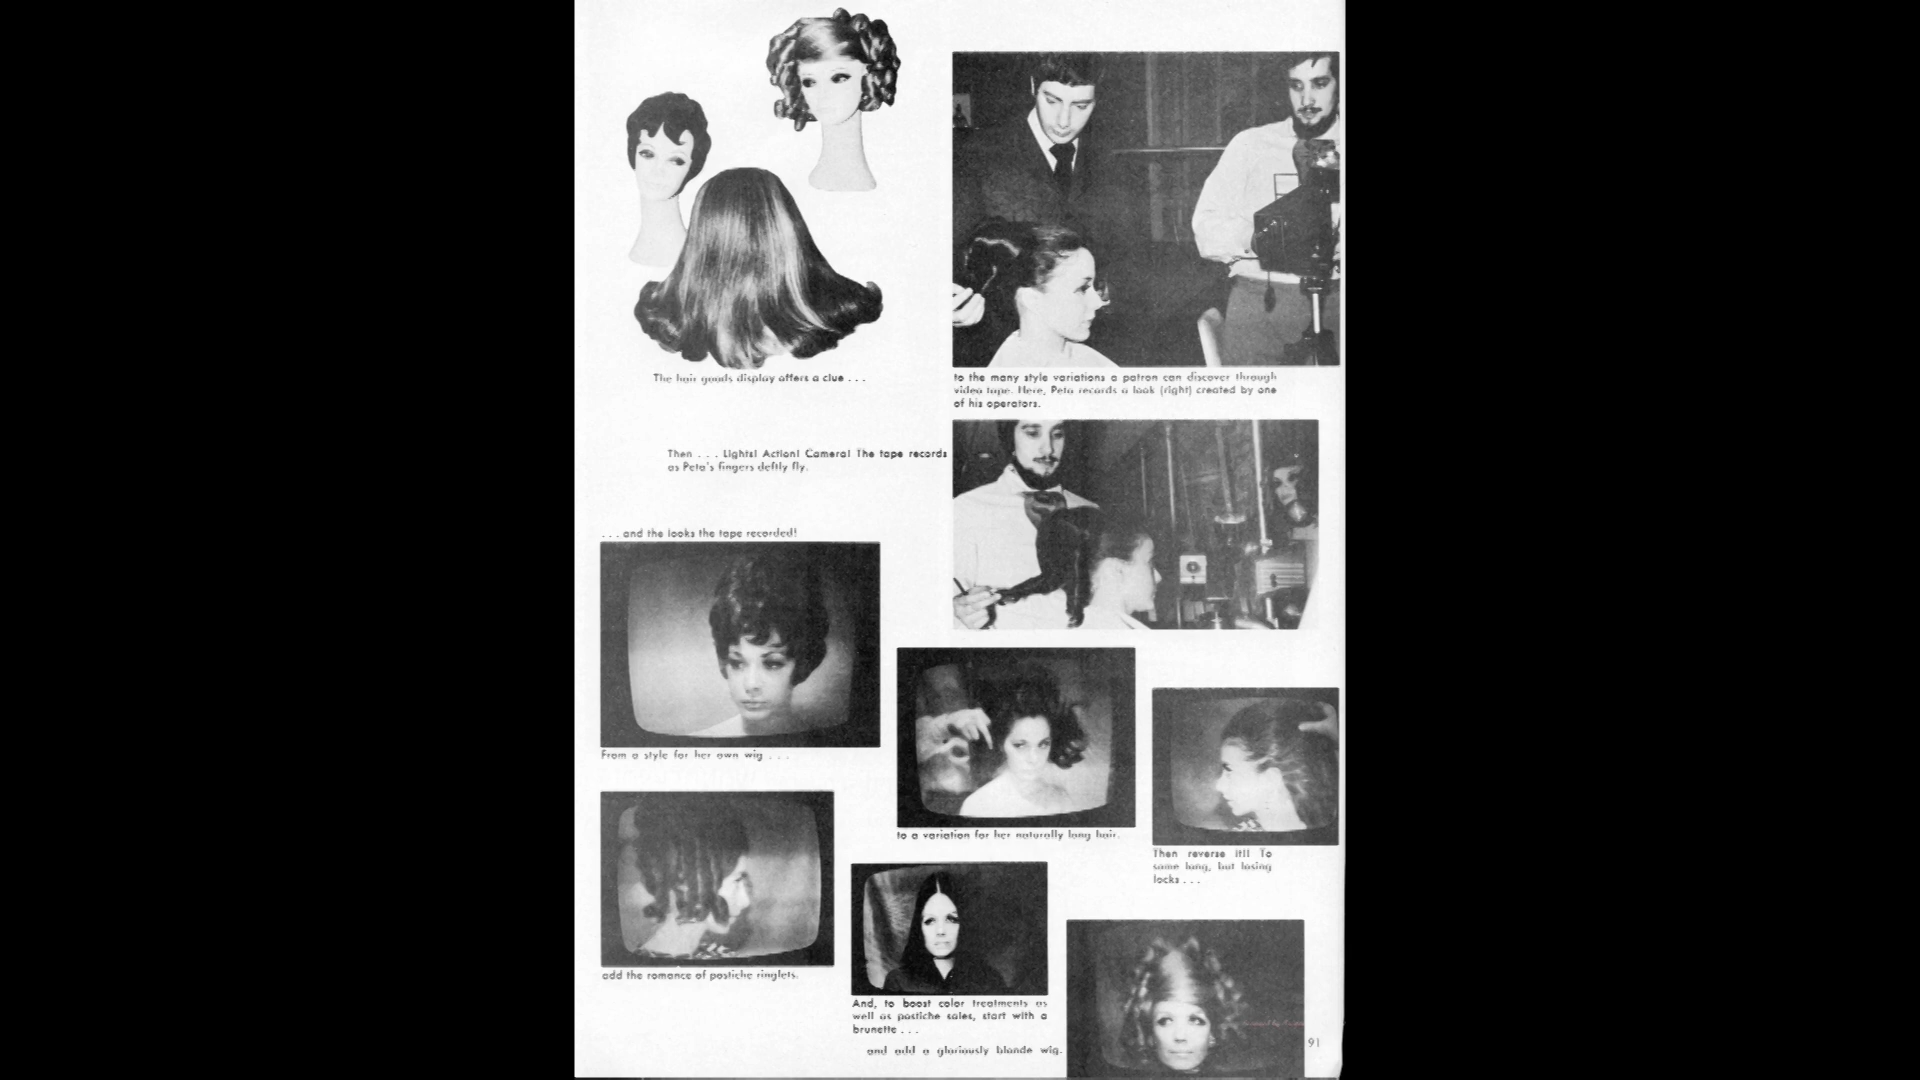 The hair goods display offers a clue . . .
to the many style variations a patron can discover through
video tape. Here, Peta records a look (right) created by one
of his operators.
Then . . . Lights! Action! Camera! The tape records
as Peta's fingers deftly fly.
. . . and the looks the tape recorded!
From a style for her own wig . . .
to a variation for her naturally long hair.
Then reverse it!! To
some long, but losing
locks . . .
add the romance of postiche ringlets.
And, to boost color treatments as
well as postiche sales, start with a
brunette . . .
and add a gloriously blonde wig.
91